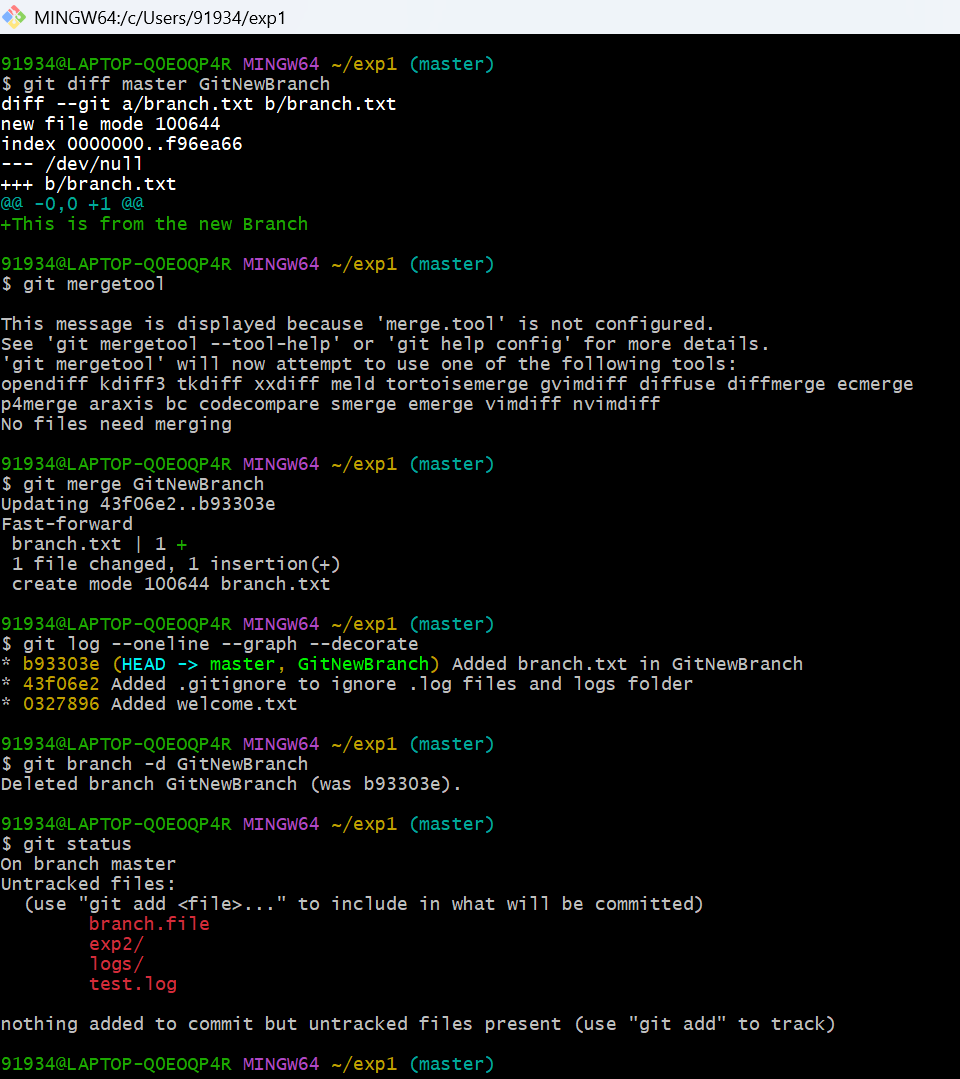 MINGW64:/c/Users/91934/exp1
91934@LAPTOP-Q0EOQP4R MINGW64 ~/exp1 (master)
$ git diff master GitNewBranch
diff --git a/branch.txt b/branch.txt
new file mode 100644
index 0000000..f96ea66
--- /dev/null
+++ b/branch.txt
@@ -0,0 +1 @@
+This is from the new Branch
91934@LAPTOP-Q0EOQP4R MINGW64 ~/exp1 (master)
$ git mergetool
This message is displayed because 'merge.tool' is not configured.
See 'git mergetool --tool-help' or 'git help config' for more details.
'git mergetool' will now attempt to use one of the following tools:
opendiff kdiff3 tkdiff xxdiff meld tortoisemerge gvimdiff diffuse diffmerge ecmerge
p4merge araxis bc codecompare smerge emerge vimdiff nvimdiff
No files need merging
91934@LAPTOP-Q0EOQP4R MINGW64 ~/exp1 (master)
$ git merge GitNewBranch
Updating 43f06e2..b93303e
Fast-forward
 branch.txt | 1 +
 1 file changed, 1 insertion(+)
 create mode 100644 branch.txt
91934@LAPTOP-Q0EOQP4R MINGW64 ~/exp1 (master)
$ git log --oneline --graph --decorate
* b93303e (HEAD -> master, GitNewBranch) Added branch.txt in GitNewBranch
* 43f06e2 Added .gitignore to ignore .log files and logs folder
* 0327896 Added welcome.txt
91934@LAPTOP-Q0EOQP4R MINGW64 ~/exp1 (master)
$ git branch -d GitNewBranch
Deleted branch GitNewBranch (was b93303e).
91934@LAPTOP-Q0EOQP4R MINGW64 ~/exp1 (master)
$ git status
On branch master
Untracked files:
  (use "git add <file>..." to include in what will be committed)
        branch.file
        exp2/
        logs/
        test.log
nothing added to commit but untracked files present (use "git add" to track)
91934@LAPTOP-Q0EOQP4R MINGW64 ~/exp1 (master)